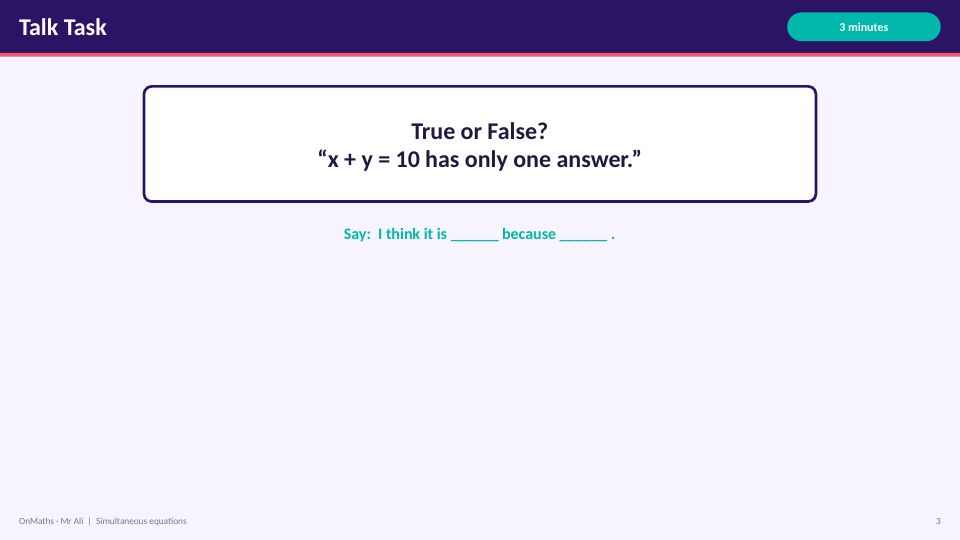 Talk Task
3 minutes
True or False?
“x + y = 10 has only one answer.”
Say:  I think it is ______ because ______ .
OnMaths - Mr Ali  |  Simultaneous equations
3